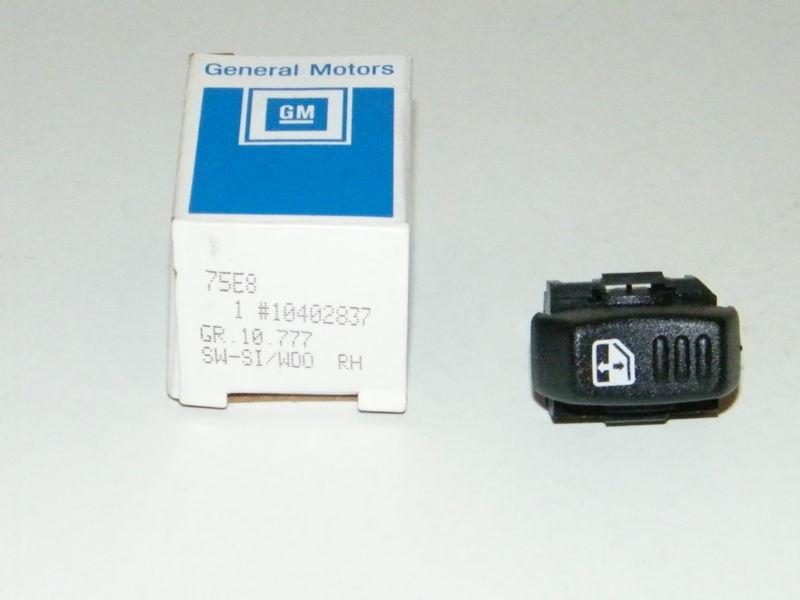 General Motors
GM
75E8
1 #10402837
GR.10.777
SW-SI/WDO RH